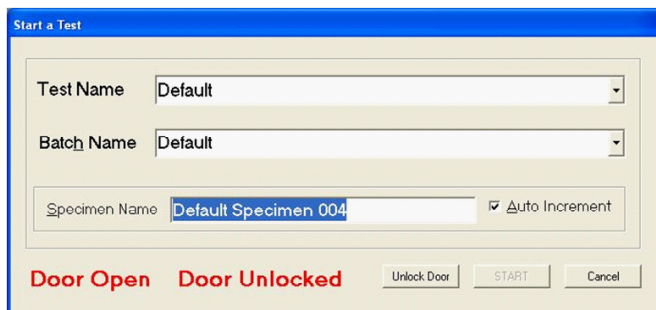 Start a Test
Test Name Default
Batch Name Default
Specimen Name Default Specimen 004 Auto Increment
Door Open Door Unlocked Unlock Door START Cancel